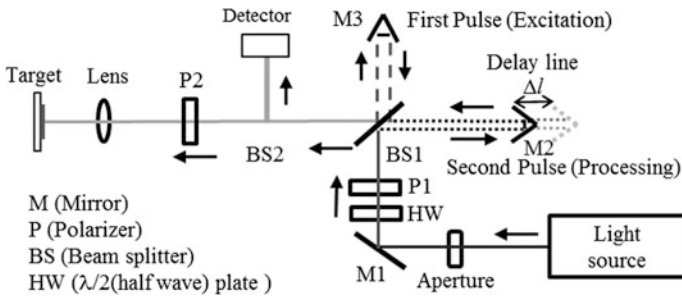 Detector
M3
First Pulse (Excitation)
Target
Lens
P2
Delay line
Δl
BS2
BS1
M2
Second Pulse (Processing)
P1
HW
M (Mirror)
P (Polarizer)
BS (Beam splitter)
HW (λ/2(half wave) plate )
M1
Aperture
Light
source